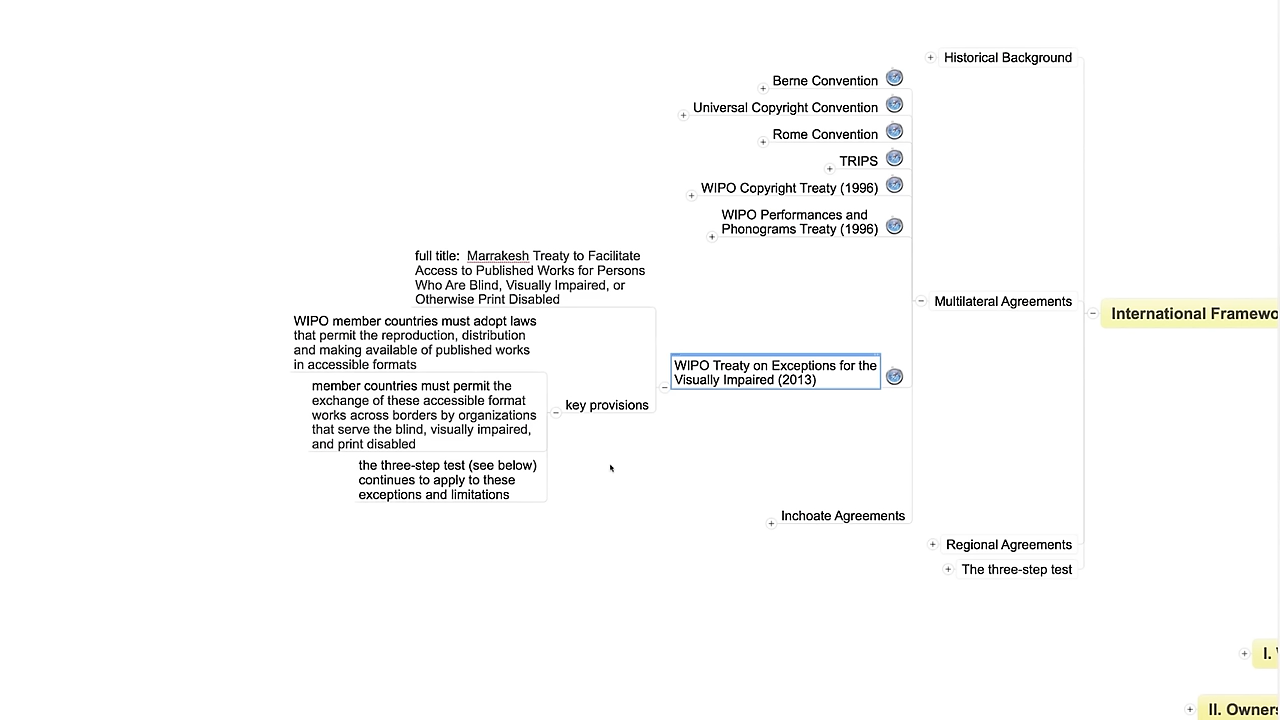 Historical Background
Berne Convention
Universal Copyright Convention
Rome Convention
TRIPS
WIPO Copyright Treaty (1996)
WIPO Performances and
Phonograms Treaty (1996)
full title:  Marrakesh Treaty to Facilitate
Access to Published Works for Persons
Who Are Blind, Visually Impaired, or
Otherwise Print Disabled
Multilateral Agreements
International Framewo
WIPO member countries must adopt laws
that permit the reproduction, distribution
and making available of published works
in accessible formats
WIPO Treaty on Exceptions for the
Visually Impaired (2013)
member countries must permit the
exchange of these accessible format
works across borders by organizations
that serve the blind, visually impaired,
and print disabled
key provisions
the three-step test (see below)
continues to apply to these
exceptions and limitations
Inchoate Agreements
Regional Agreements
The three-step test
I.
II. Owners